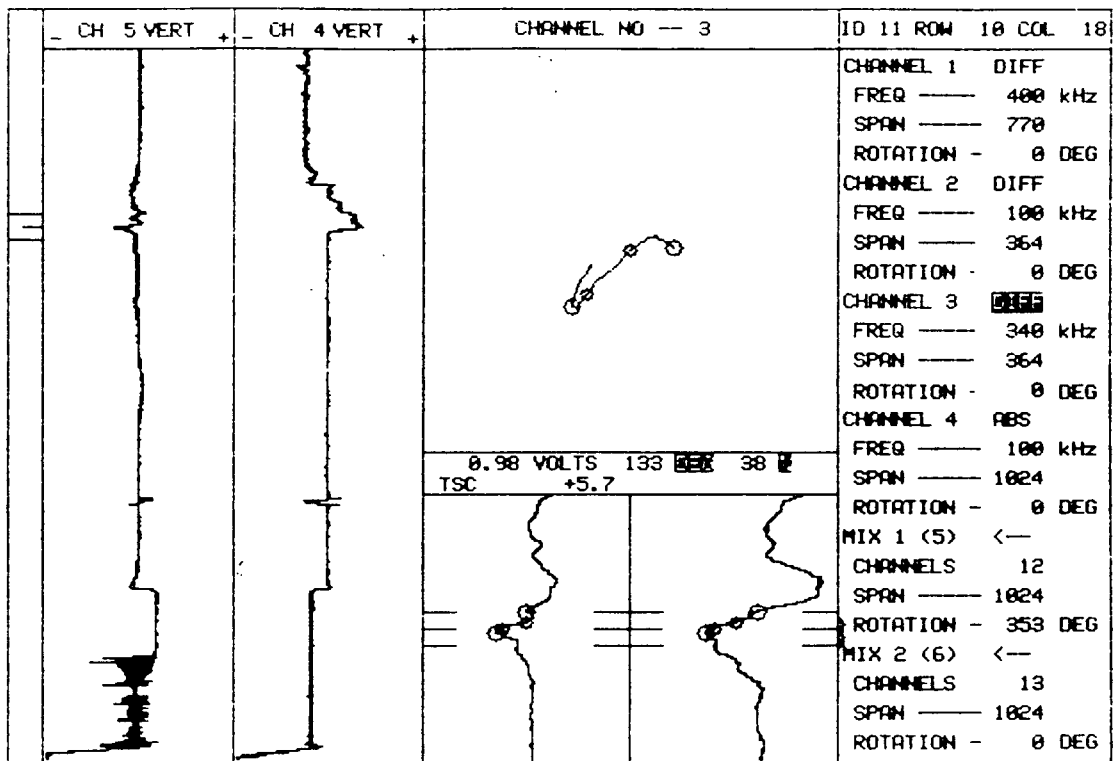 - CH 5 VERT +
- CH 4 VERT +
CHANNEL NO -- 3
ID 11 ROW 10 COL 18
CHANNEL 1 DIFF
FREQ ---- 400 kHz
SPAN ---- 770
ROTATION - 0 DEG
CHANNEL 2 DIFF
FREQ ---- 100 kHz
SPAN ---- 364
ROTATION - 0 DEG
CHANNEL 3 DIFF
FREQ ---- 340 kHz
SPAN ---- 364
ROTATION - 0 DEG
CHANNEL 4 ABS
FREQ ---- 100 kHz
SPAN ---- 1024
ROTATION - 0 DEG
MIX 1 (5) <--
CHANNELS 12
SPAN ---- 1024
ROTATION - 353 DEG
MIX 2 (6) <--
CHANNELS 13
SPAN ---- 1024
ROTATION - 0 DEG
0.98 VOLTS 133 38
TSC +5.7